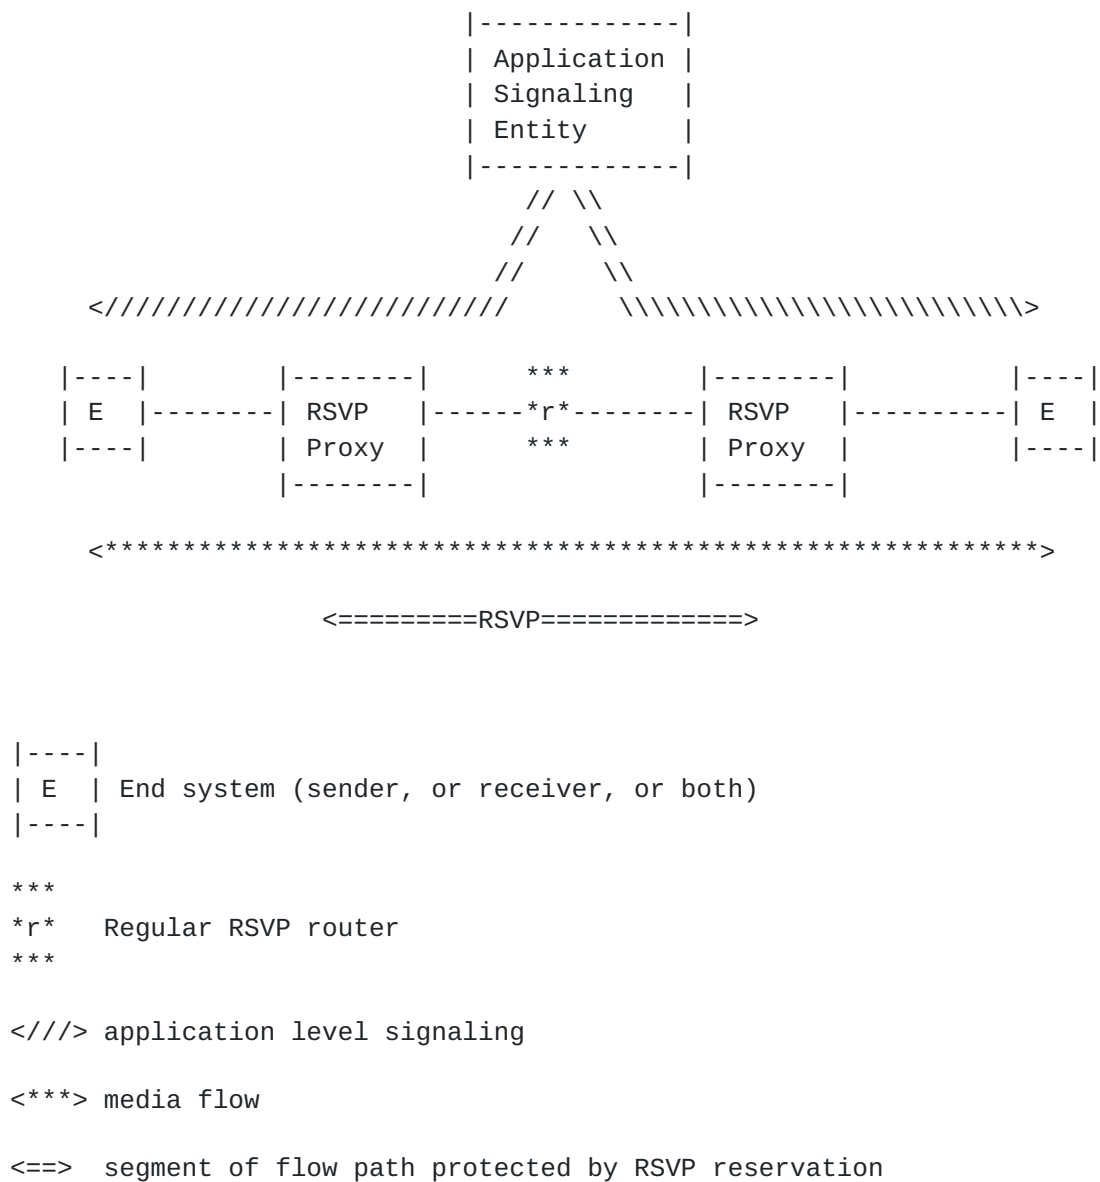 |-------------|
                             | Application |
                             | Signaling   |
                             | Entity      |
                             |-------------|
                                 // \\
                                //   \\
                               //     \\
     <//////////////////////////       \\\\\\\\\\\\\\\\\\\\\\\\\\>

   |----|        |--------|      ***        |--------|          |----|
   | E  |--------| RSVP   |------*r*--------| RSVP   |----------| E  |
   |----|        | Proxy  |      ***        | Proxy  |          |----|
                 |--------|                 |--------|

     <************************************************************>

                    <=========RSVP=============>

|----|
| E  | End system (sender, or receiver, or both)
|----|

***
*r*   Regular RSVP router
***

<///> application level signaling

<***> media flow

<==>  segment of flow path protected by RSVP reservation